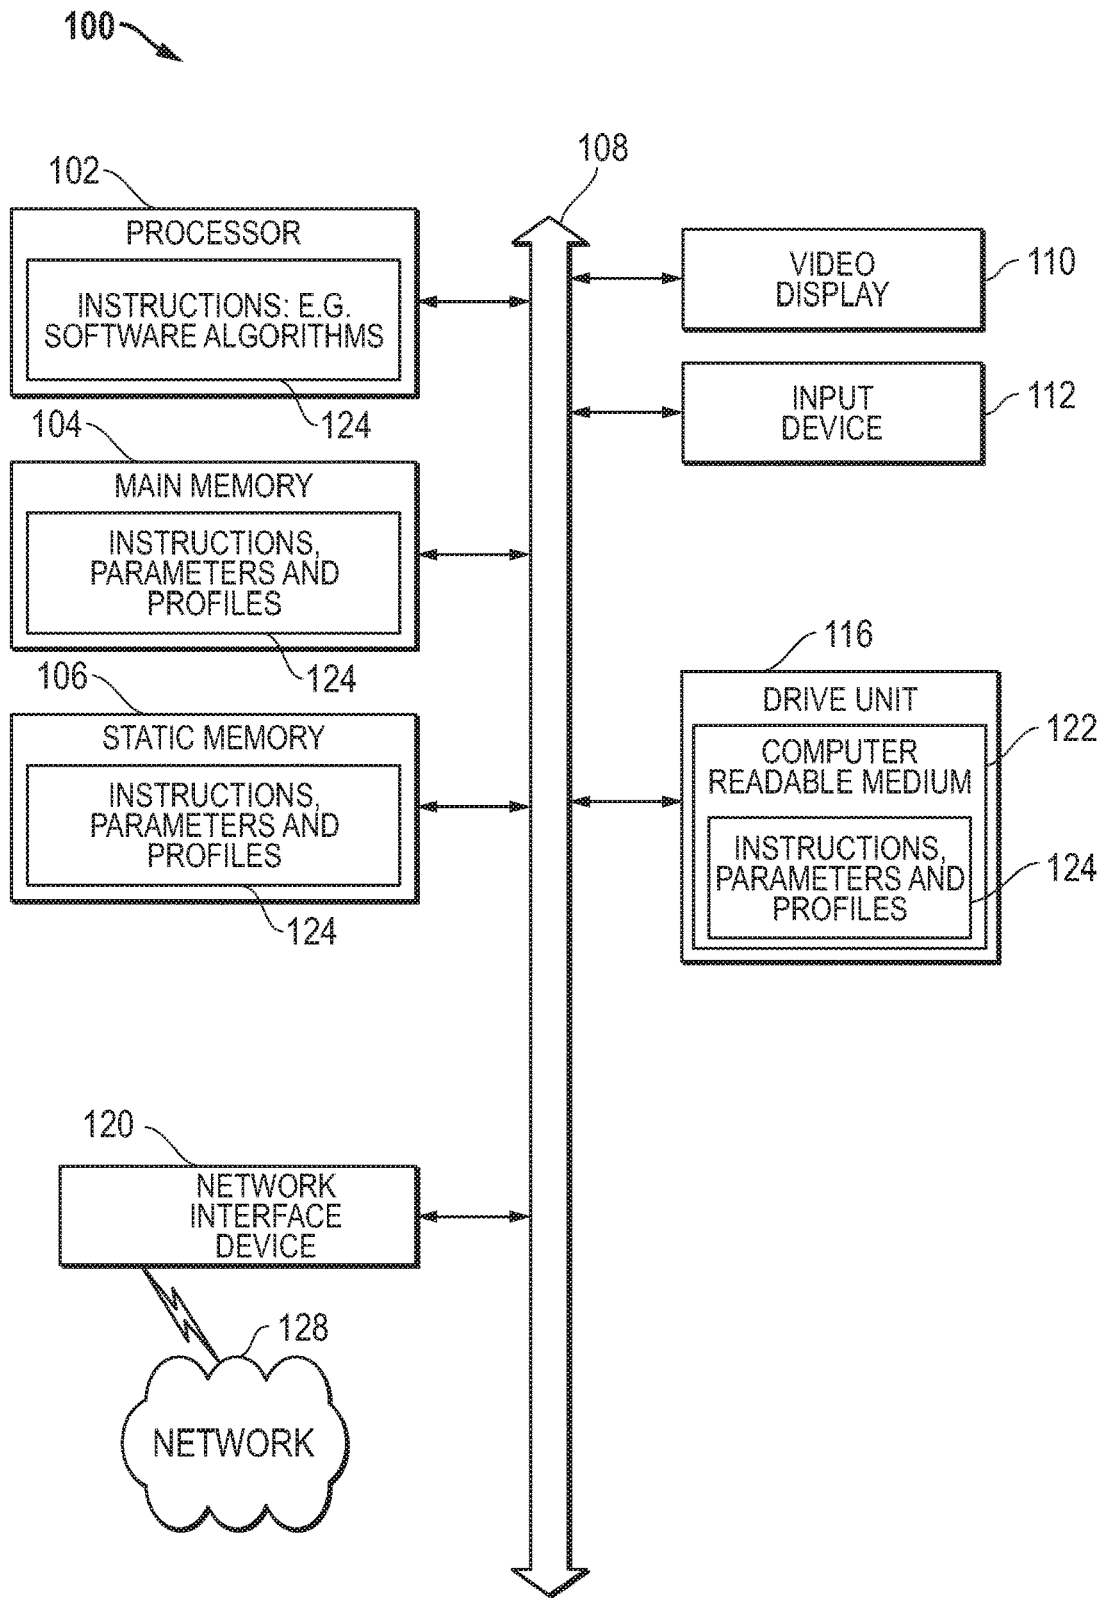 100
108
102
PROCESSOR
INSTRUCTIONS: E.G.
SOFTWARE ALGORITHMS
124
104
MAIN MEMORY
INSTRUCTIONS,
PARAMETERS AND
PROFILES
124
106
STATIC MEMORY
INSTRUCTIONS,
PARAMETERS AND
PROFILES
124
120
NETWORK
INTERFACE
DEVICE
128
NETWORK
VIDEO
DISPLAY
110
INPUT
DEVICE
112
116
DRIVE UNIT
COMPUTER
READABLE MEDIUM
122
INSTRUCTIONS,
PARAMETERS AND
PROFILES
124